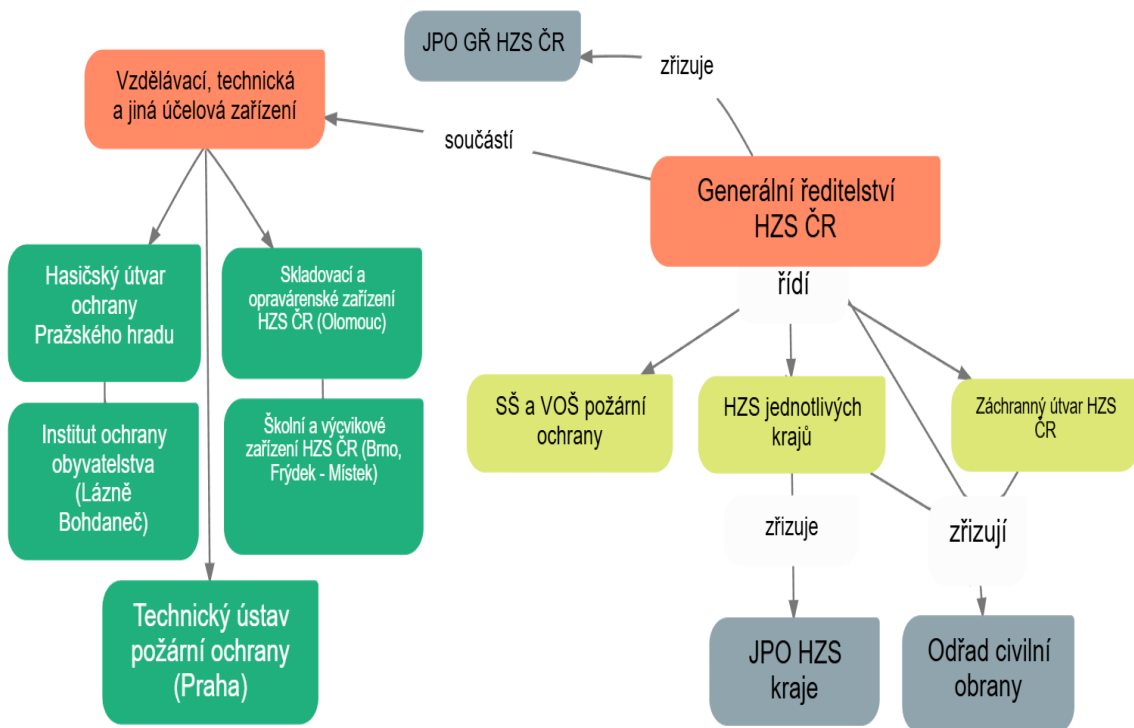 JPO GŘ HZS ČR
zřizuje
Vzdělávací, technická
a jiná účelová zařízení
součástí
Generální ředitelství
HZS ČR
řídí
Hasičský útvar
ochrany
Pražského hradu
Skladovací a
opravárenské zařízení
HZS ČR (Olomouc)
Institut ochrany
obyvatelstva
(Lázně
Bohdaneč)
Školní a výcvikové
zařízení HZS ČR (Brno,
Frýdek - Místek)
Technický ústav
požární ochrany
(Praha)
SŠ a VOŠ požární
ochrany
HZS jednotlivých
krajů
Záchranný útvar HZS
ČR
zřizuje
zřizují
JPO HZS
kraje
Odřad civilní
obrany